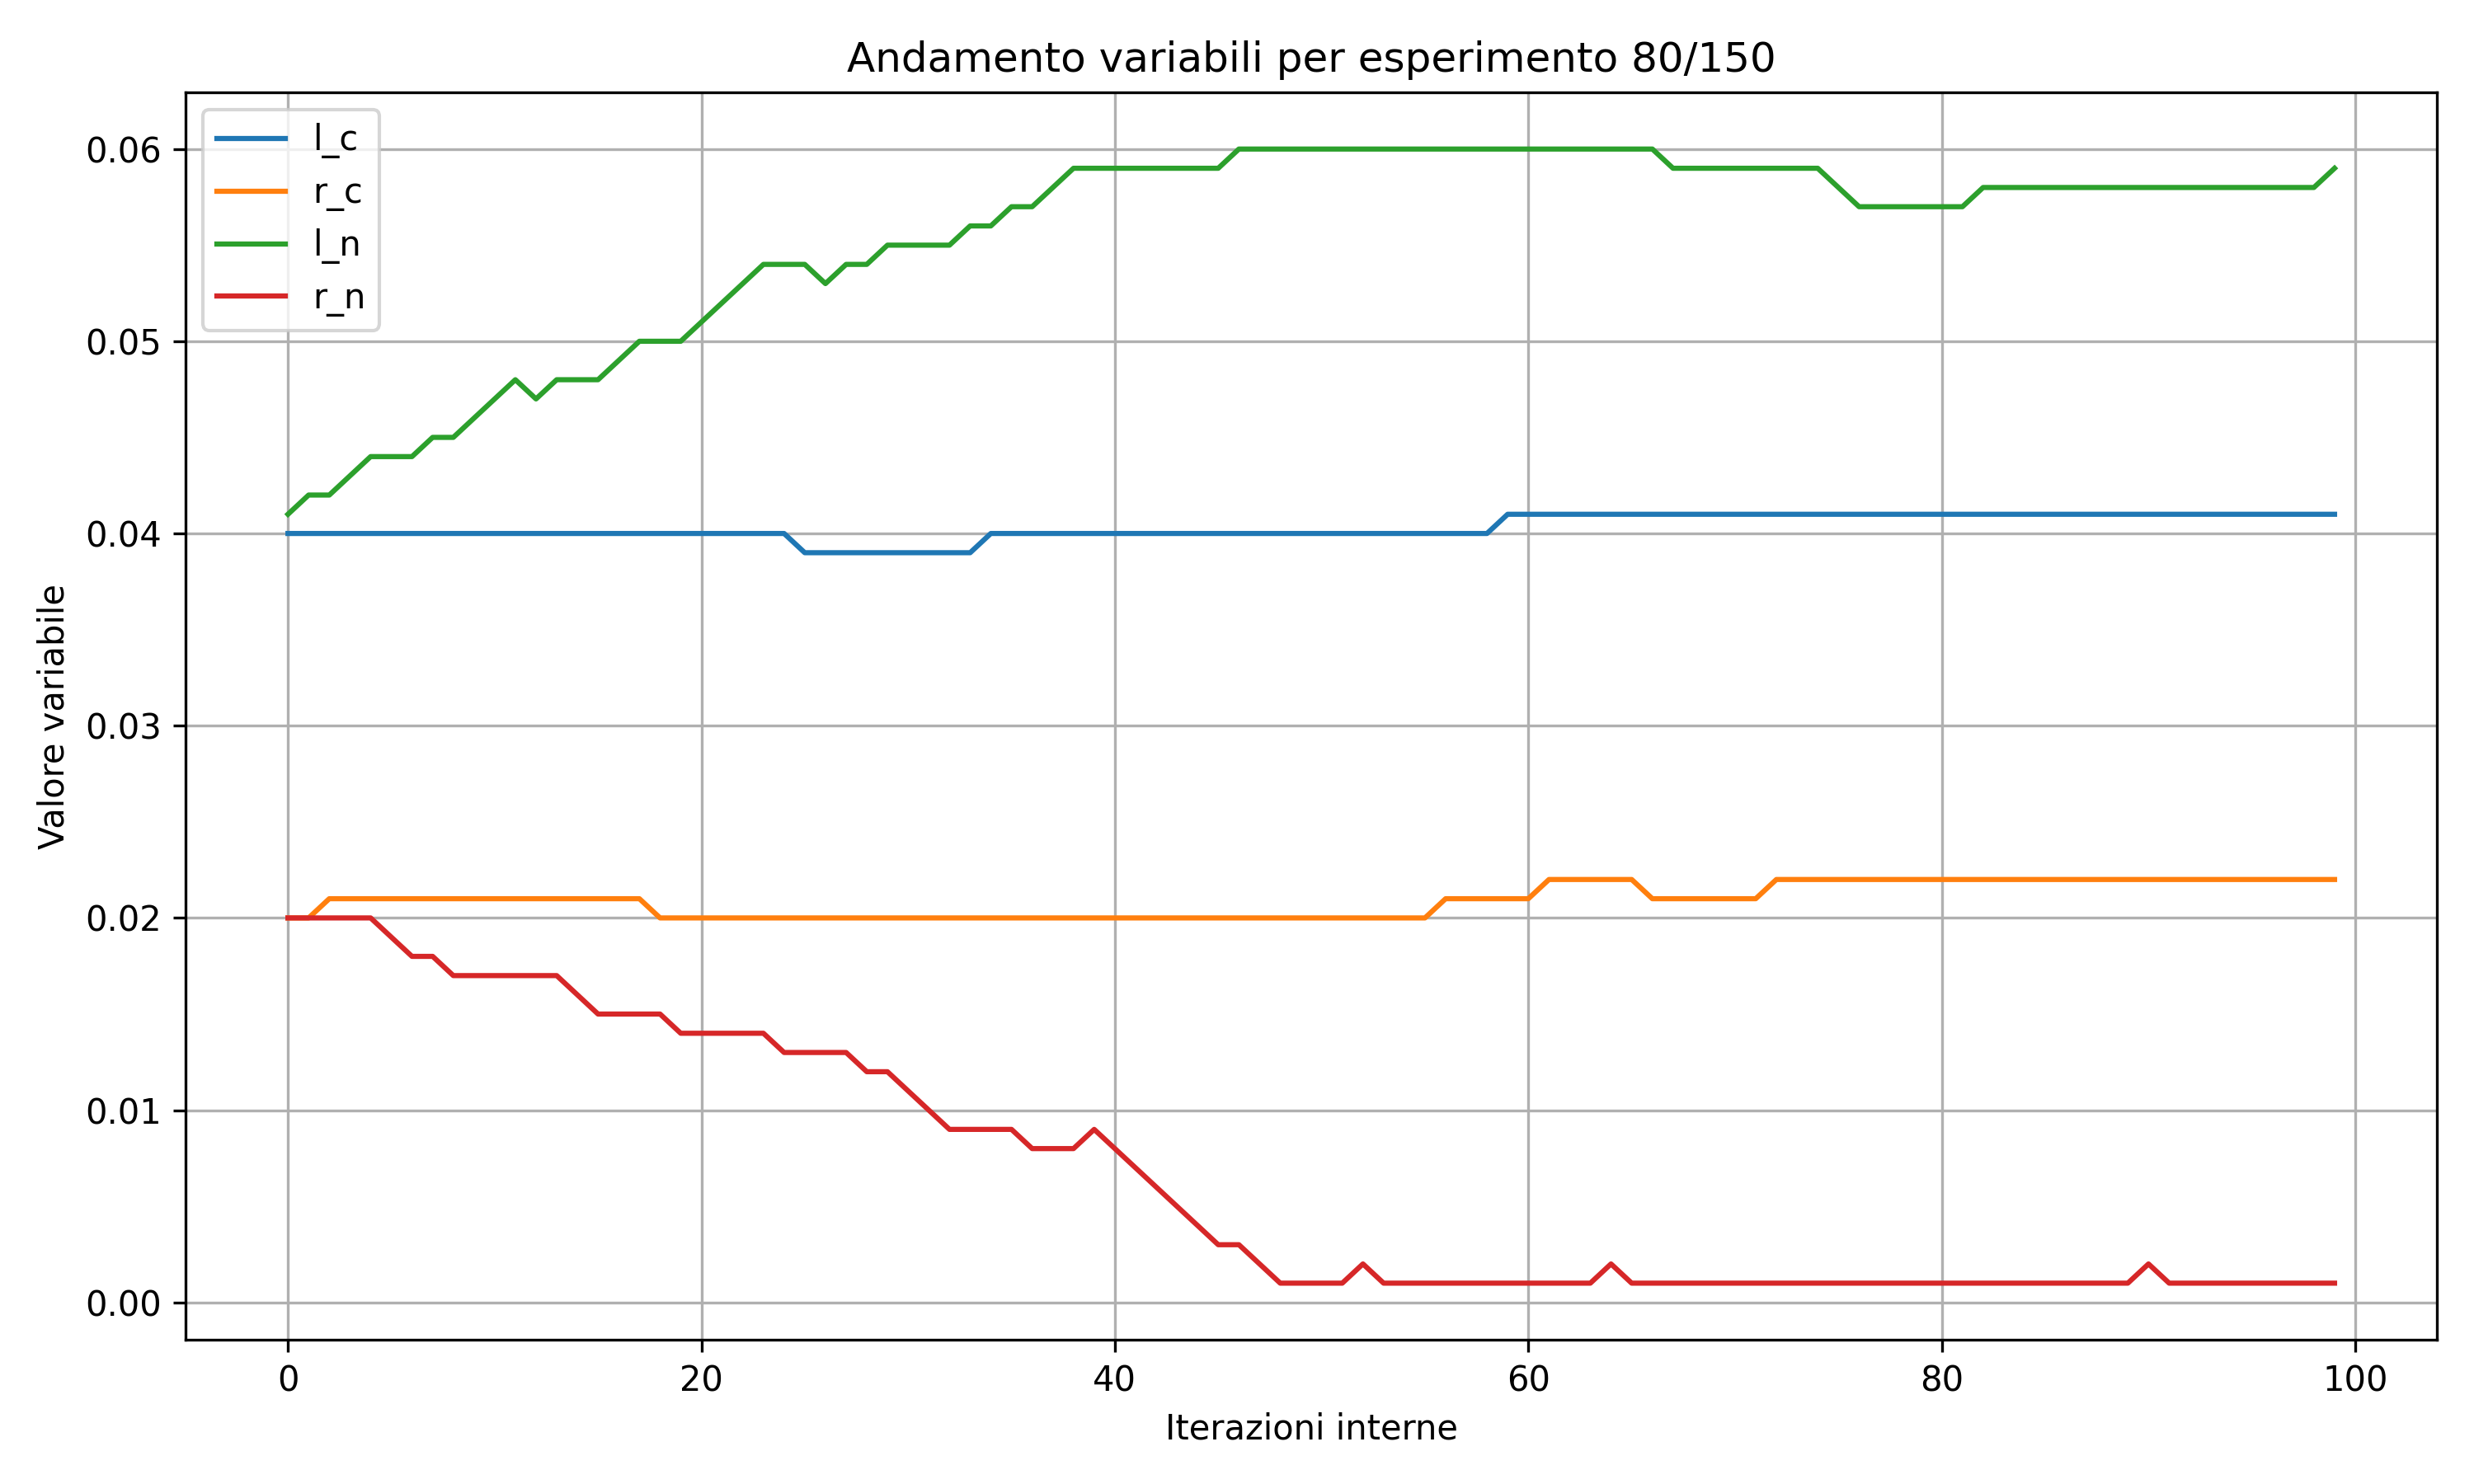 Andamento variabili per esperimento 80/150
l_c
r_c
l_n
r_n
0.06
0.05
0.04
0.03
0.02
0.01
0.00
Valore variabile
0 20 40 60 80 100
Iterazioni interne